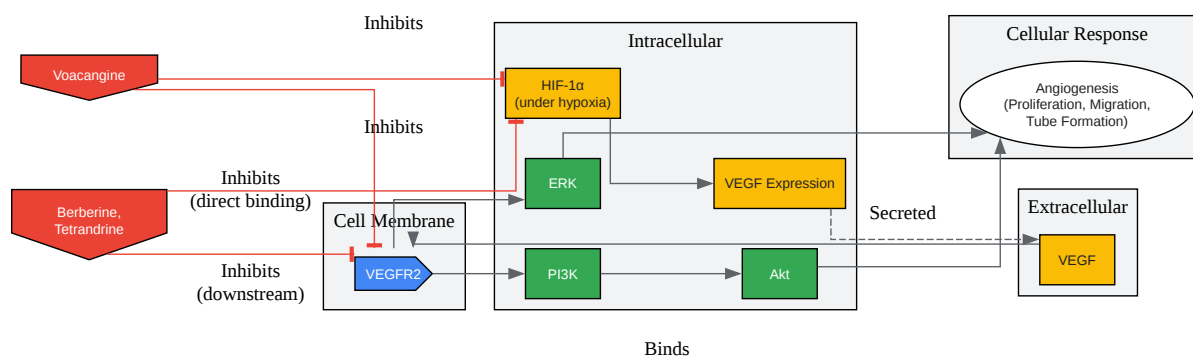 Inhibits
Intracellular
Cellular Response
Voacangine
HIF-1α
(under hypoxia)
Angiogenesis
(Proliferation, Migration,
Tube Formation)
Inhibits
Inhibits
(direct binding)
ERK
VEGF Expression
Berberine,
Tetrandrine
Cell Membrane
Secreted
Extracellular
VEGFR2
PI3K
Akt
VEGF
Inhibits
(downstream)
Binds